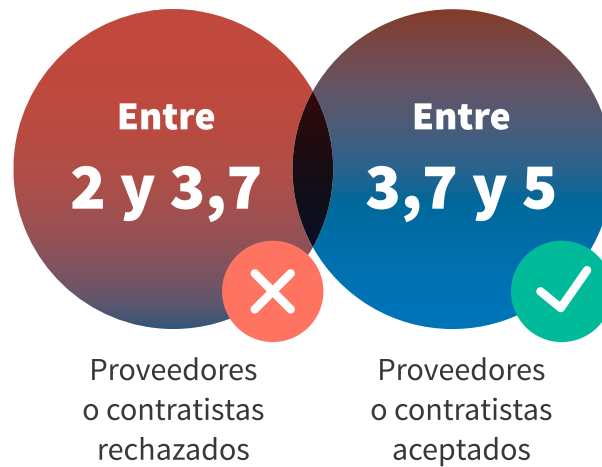 Entre
2 y 3,7
Proveedores
o contratistas
rechazados
Entre
3,7 y 5
Proveedores
o contratistas
aceptados